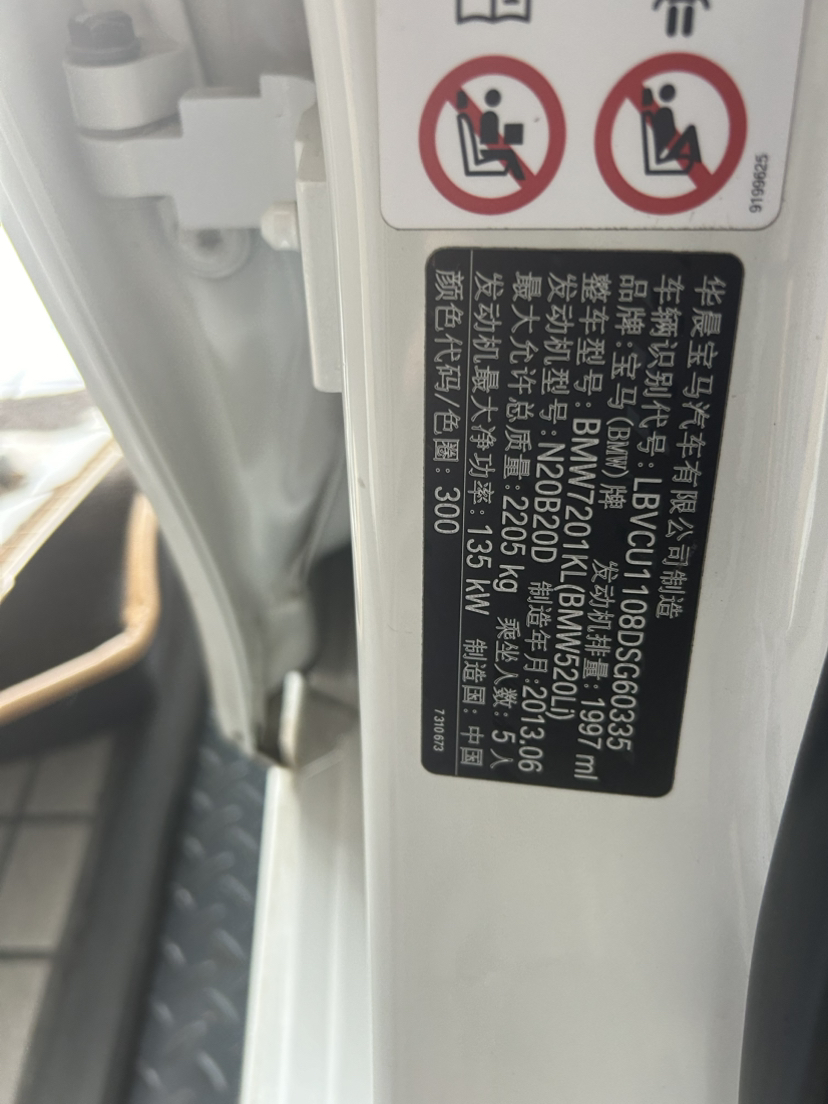 9199625
华晨宝马汽车有限公司制造
车辆识别代号:LBVCU1108DSG60335
品牌:宝马(BMW)牌 发动机排量:1997 ml
整车型号:BMW7201KL(BMW520Li)
发动机型号:N20B20D 制造年月:2013.06
最大允许总质量:2205 kg 乘坐人数:5人
发动机最大净功率:135 kW 制造国:中国
颜色代码/色圈:300
7310673